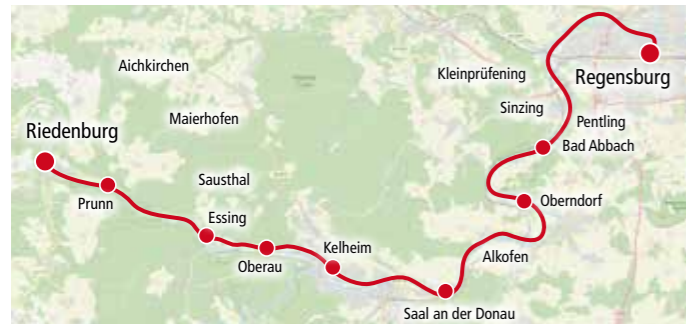 Aichkirchen
Kleinprüfening
Regensburg
Sinzing
Maierhofen
Pentling
Riedenburg
Bad Abbach
Sausthal
Prunn
Oberndorf
Essing
Kelheim
Alkofen
Oberau
Saal an der Donau